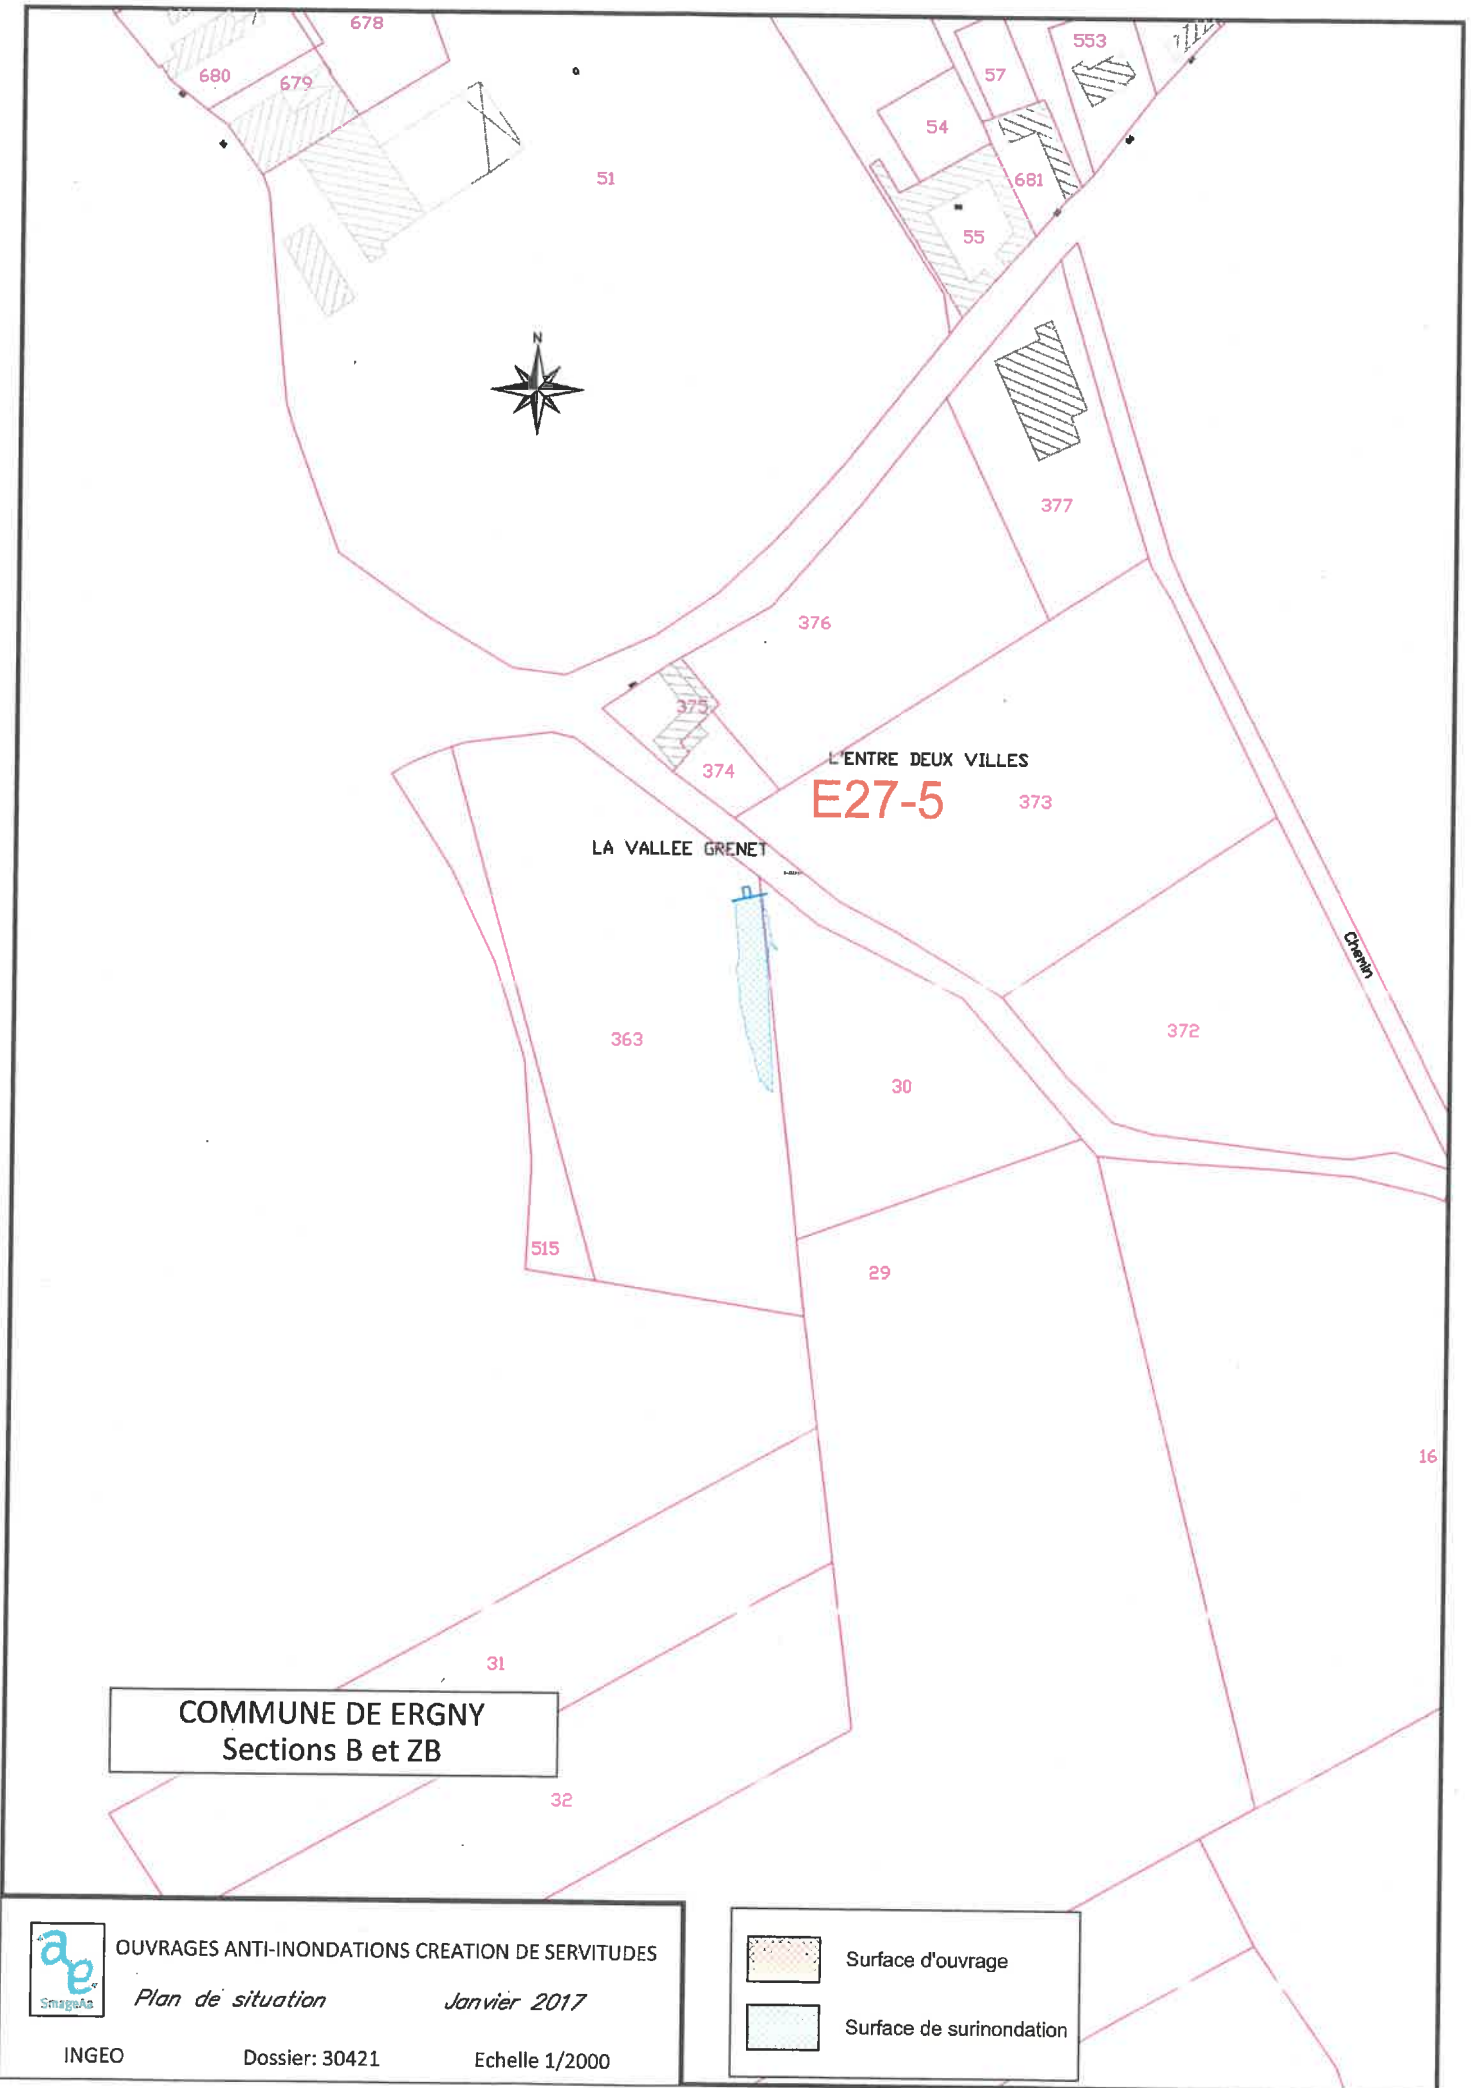 678
680
679
51
553
57
54
681
55
N
377
376
375
374
L'ENTRE DEUX VILLES
E27-5
373
LA VALLEE GRENET
Chemin
363
372
30
515
29
16
31
COMMUNE DE ERGNY
Sections B et ZB
32
ae
SmageAa
OUVRAGES ANTI-INONDATIONS CREATION DE SERVITUDES
Plan de situation
Janvier 2017
INGEO
Dossier: 30421
Echelle 1/2000
Surface d'ouvrage
Surface de surinondation